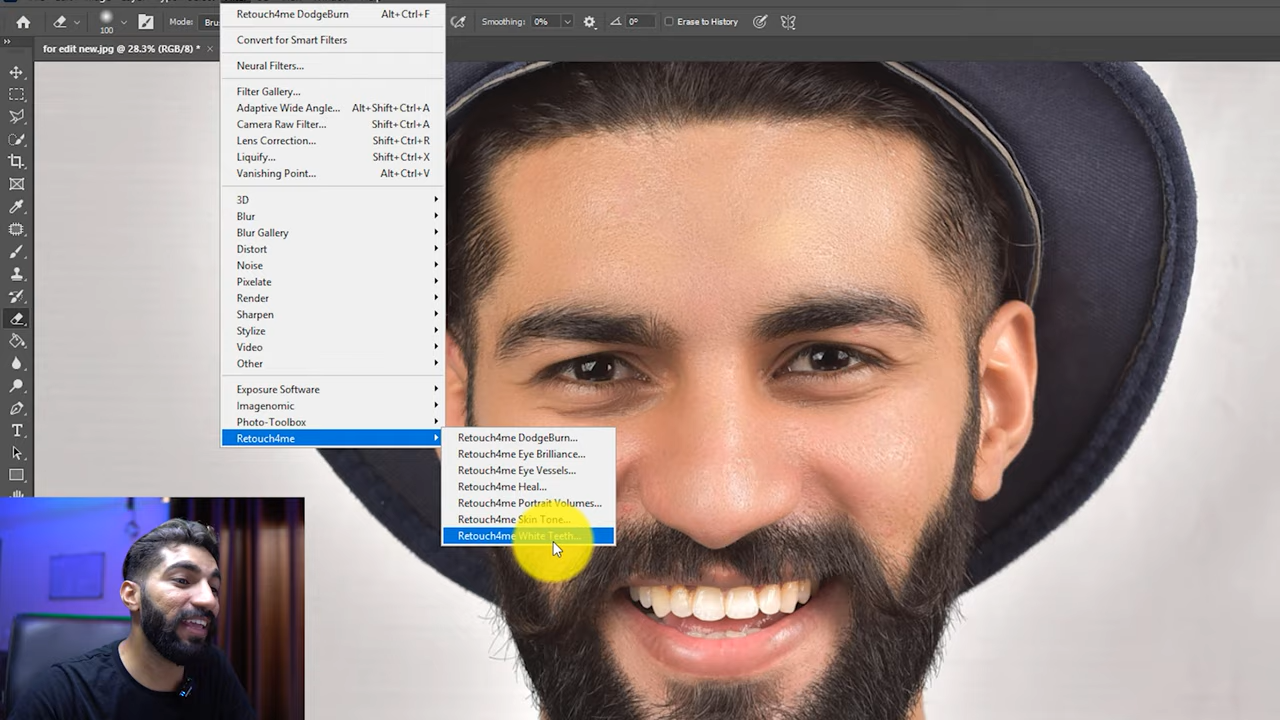 Retouch4me DodgeBurn Alt+Ctrl+F
100 Mode: Smoothing: 0% 0° Erase to History
Convert for Smart Filters
for edit new.jpg @ 28.3% (RGB/8) * ×
Neural Filters...
Filter Gallery...
Adaptive Wide Angle... Alt+Shift+Ctrl+A
Camera Raw Filter... Shift+Ctrl+A
Lens Correction... Shift+Ctrl+R
Liquify... Shift+Ctrl+X
Vanishing Point... Alt+Ctrl+V
3D
Blur
Blur Gallery
Distort
Noise
Pixelate
Render
Sharpen
Stylize
Video
Other
Exposure Software
Imagenomic
Photo-Toolbox
Retouch4me
Retouch4me DodgeBurn...
Retouch4me Eye Brilliance...
Retouch4me Eye Vessels...
Retouch4me Heal...
Retouch4me Portrait Volumes...
Retouch4me Skin Tone...
Retouch4me White Teeth...